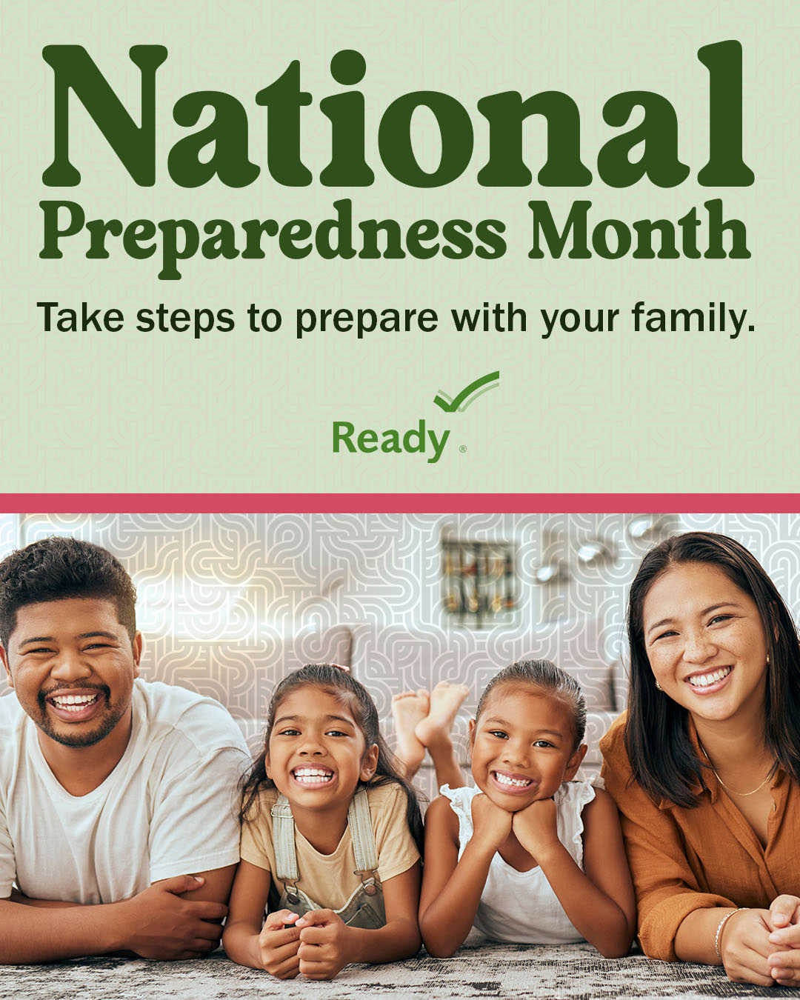 National
Preparedness Month
Take steps to prepare with your family.
Ready®